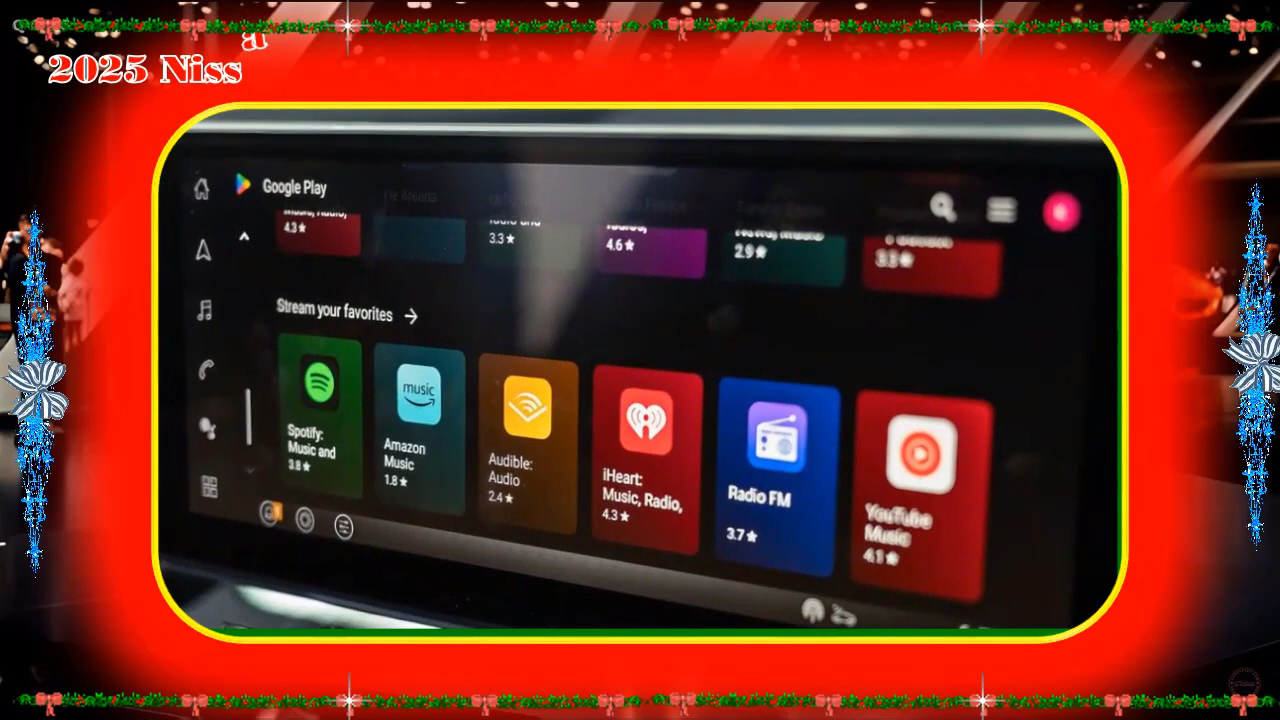 2025 Niss
Google Play
4.3★
3.3★
4.6★
2.9★
Stream your favorites →
Spotify:
Music and
3.8★
music
Amazon
Music
1.8★
Audible:
Audio
2.4★
iHeart:
Music, Radio,
4.3★
Radio FM
3.7★
YouTube
Music
4.1★